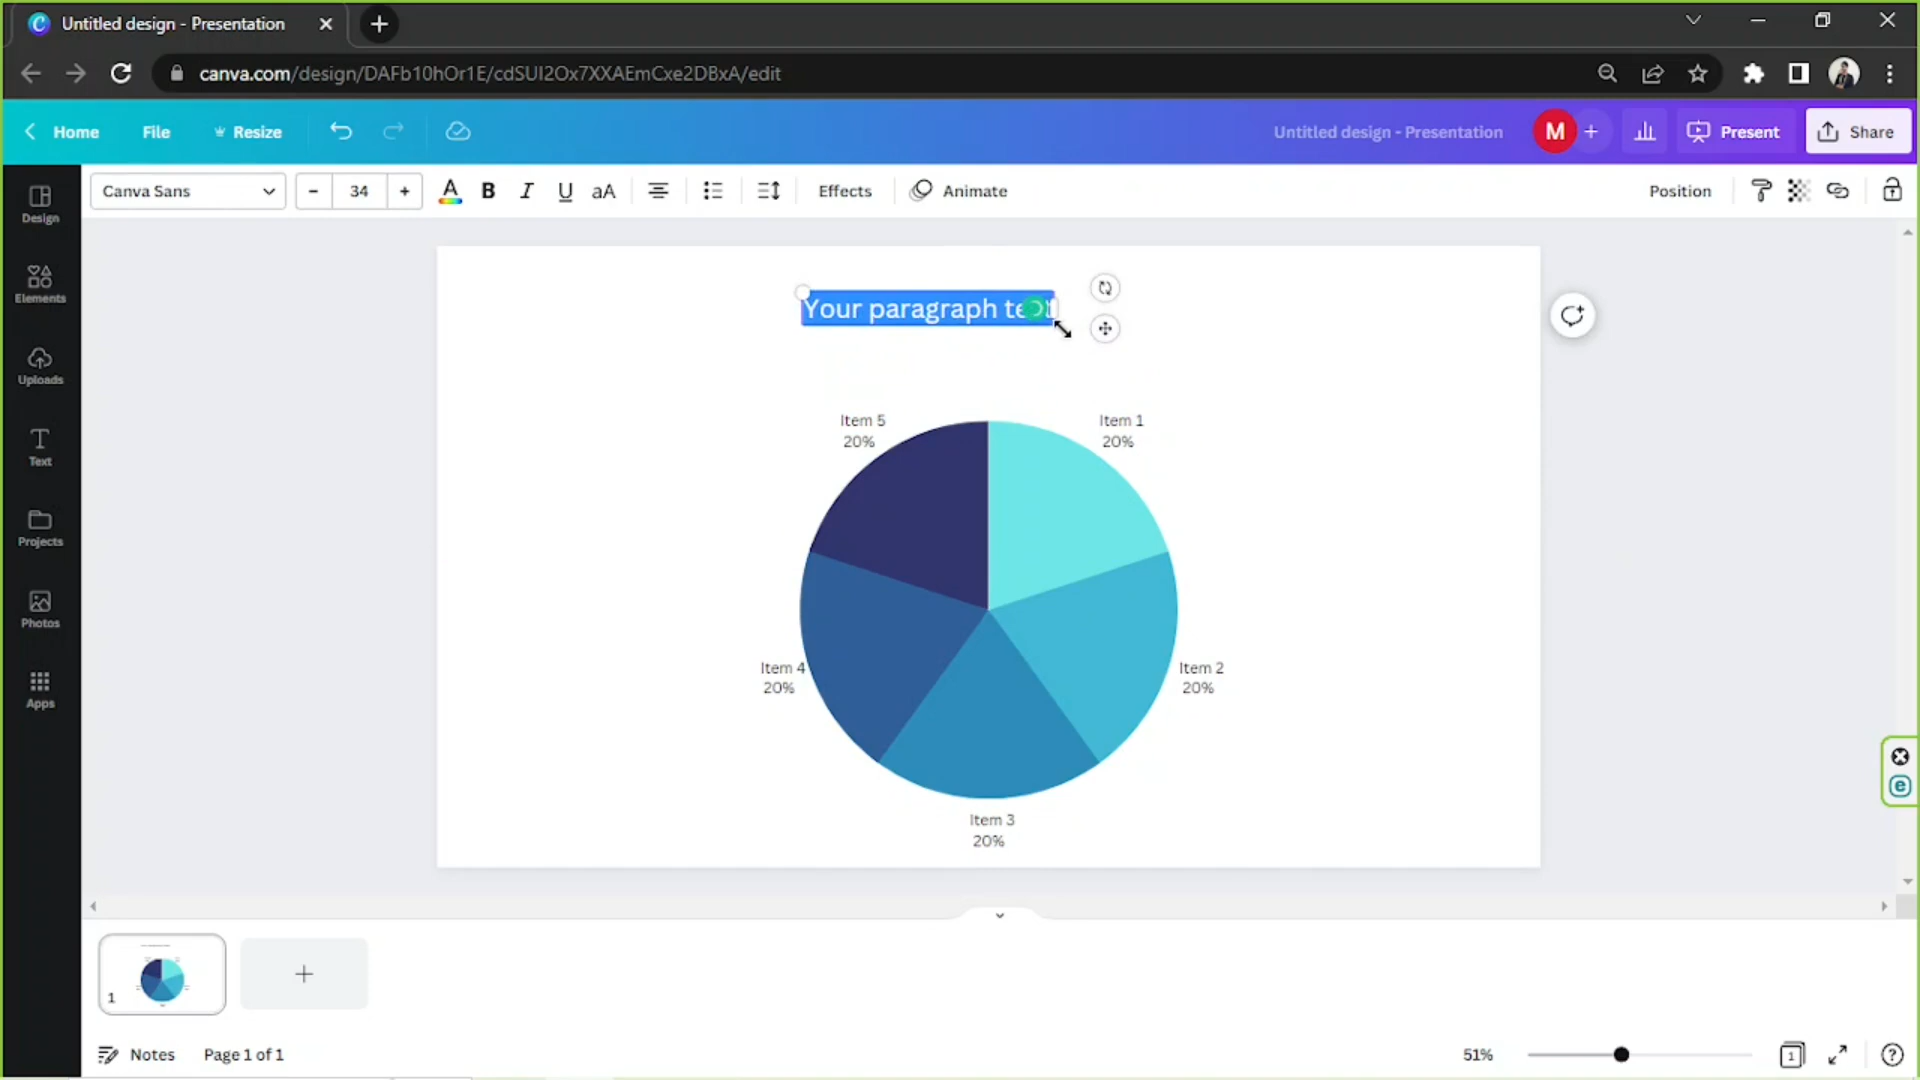 Untitled design - Presentation
canva.com/design/DAFb10hOr1E/cdSUI2Ox7XXAEmCxe2DBxA/edit
Home File Resize Untitled design - Presentation M Present Share
Canva Sans 34 A B I U aA Effects Animate Position
Design
Elements
Uploads
Text
Projects
Photos
Apps
Your paragraph text
Item 5
20%
Item 1
20%
Item 4
20%
Item 2
20%
Item 3
20%
1
Notes Page 1 of 1 51% 1